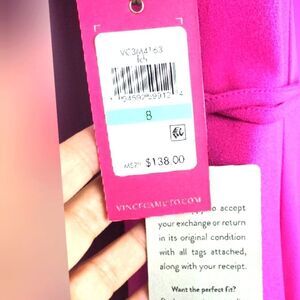 VC3M4163
8
MSRP $138.00
VINCECAMUTO.COM
to accept
your exchange or return
in its original condition
with all tags attached,
along with your receipt.
Want the perfect fit?